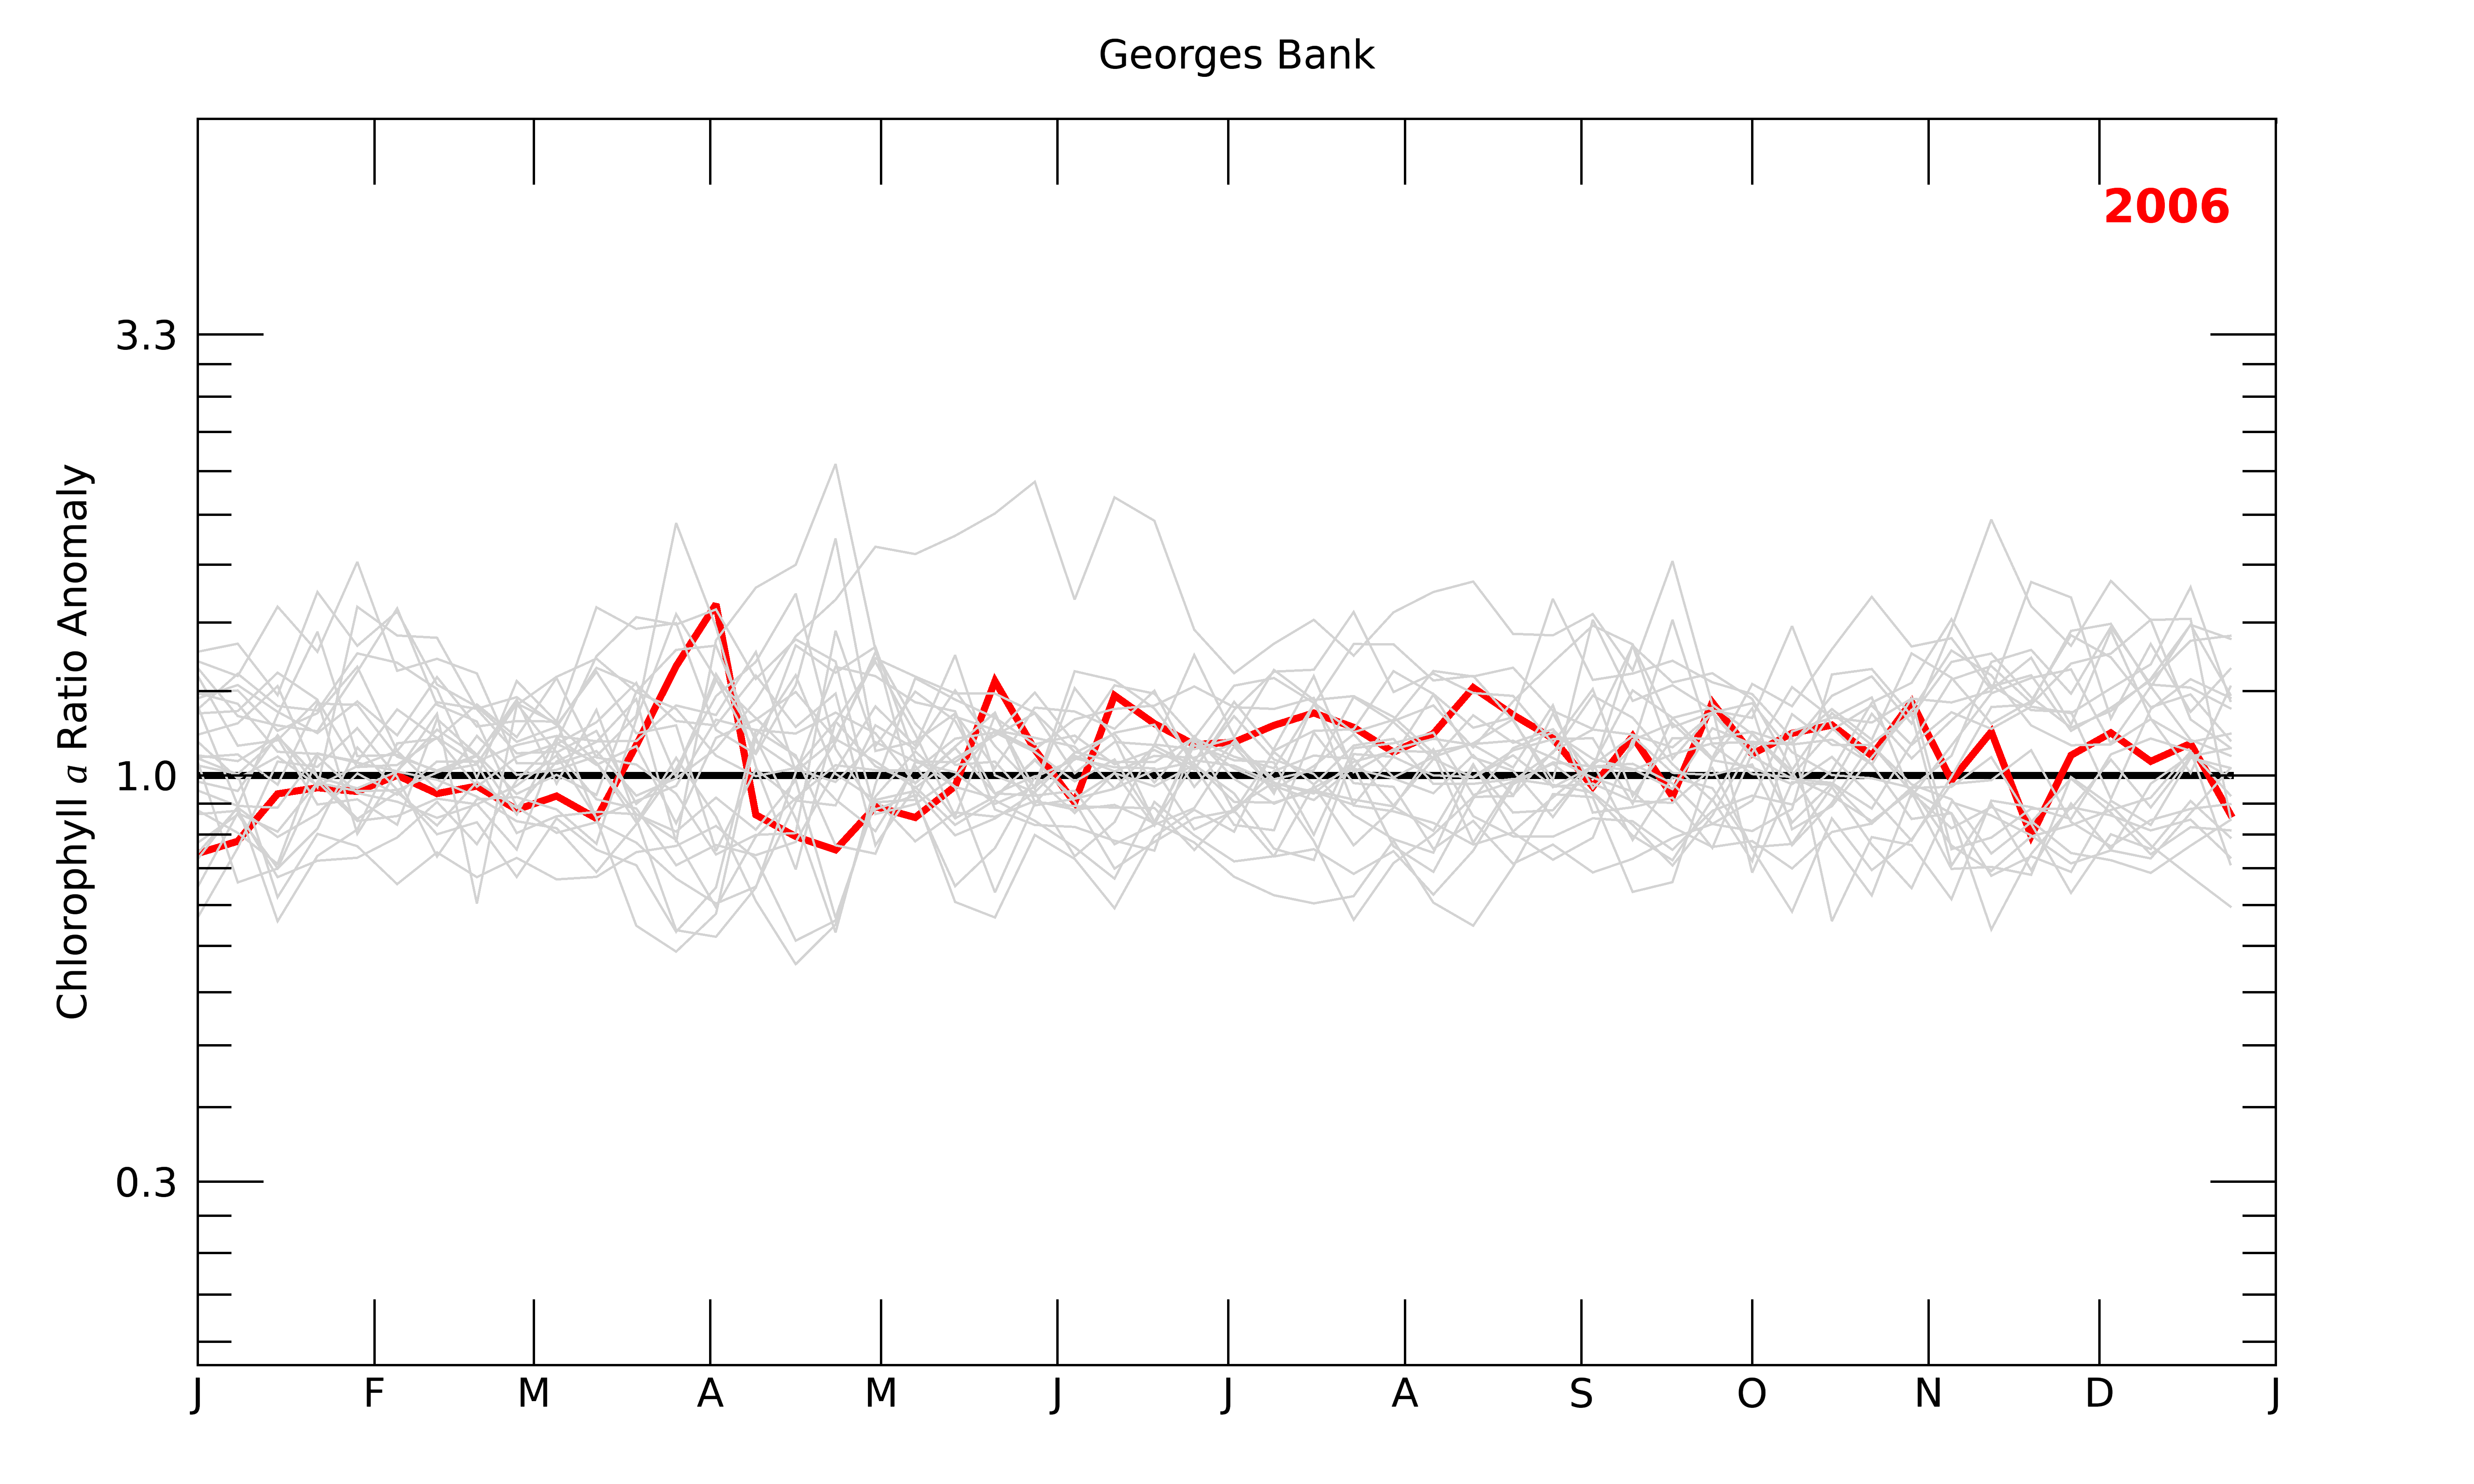 Georges Bank
2006
Chlorophyll a Ratio Anomaly
3.3
1.0
0.3
J F M A M J J A S O N D J